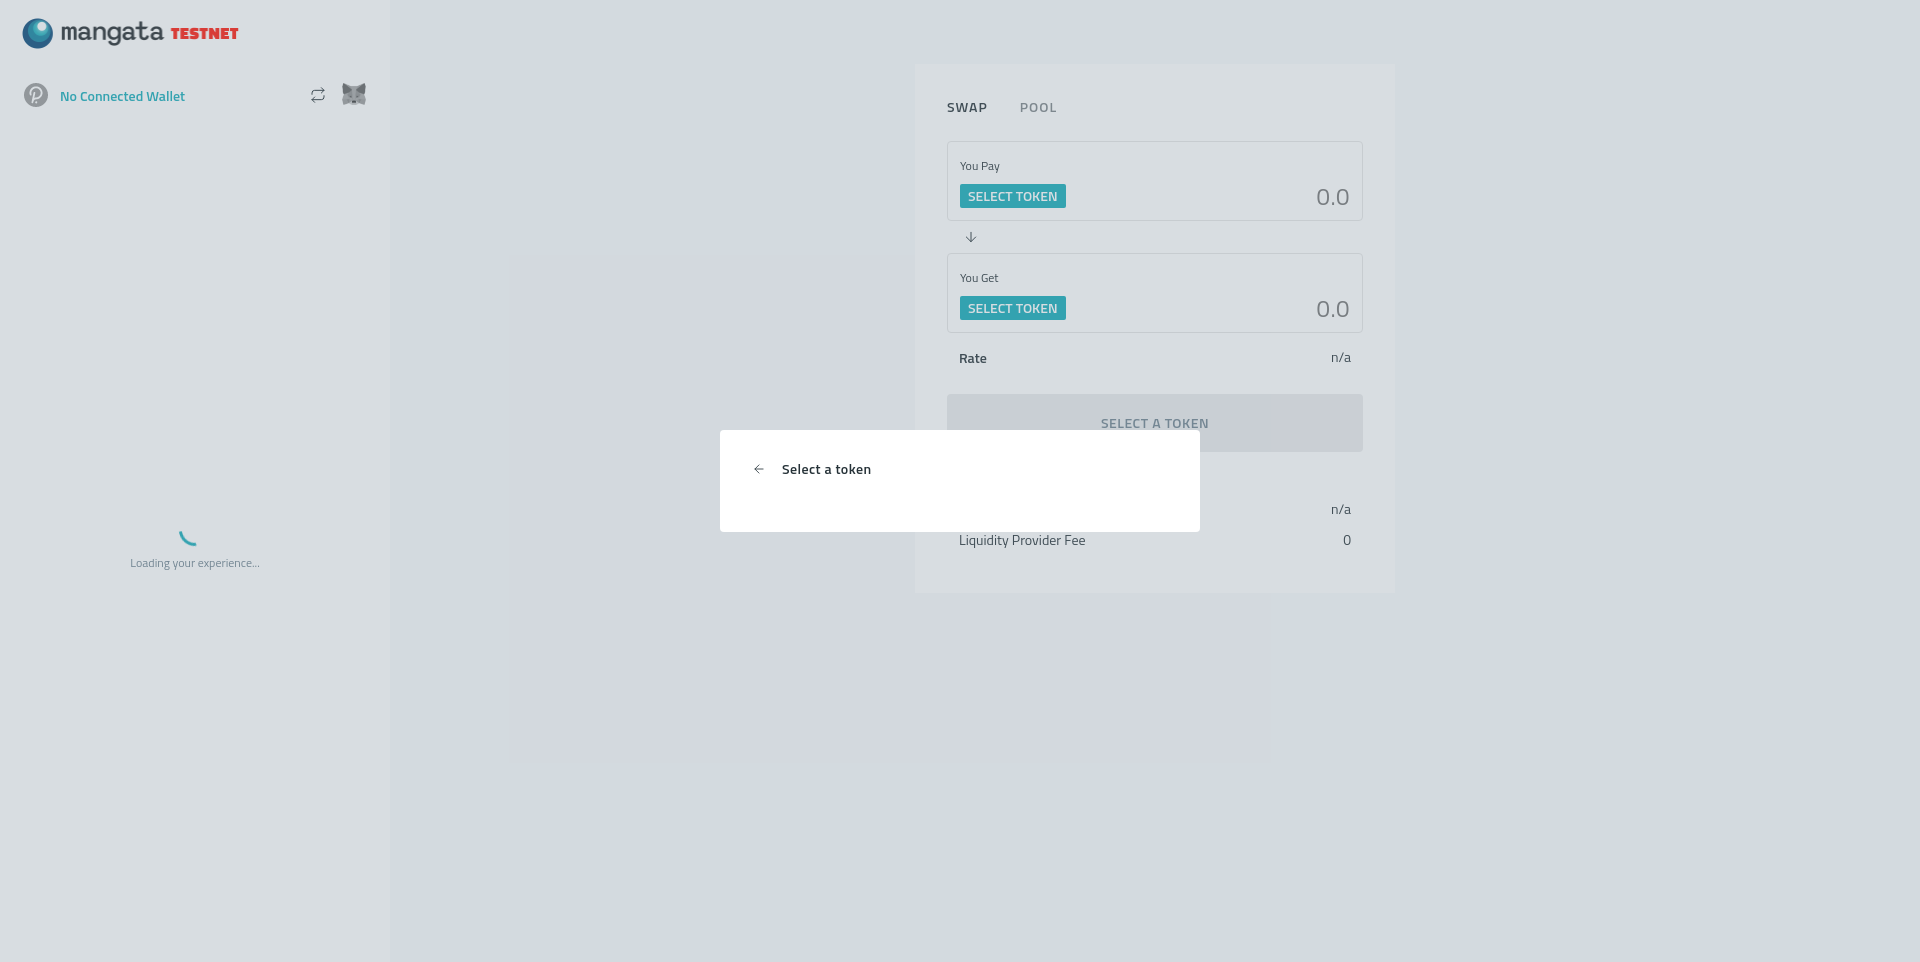 mangata TESTNET
No Connected Wallet
Loading your experience...
SWAP POOL
You Pay
SELECT TOKEN 0.0
You Get
SELECT TOKEN 0.0
Rate n/a
SELECT A TOKEN
Select a token
n/a
Liquidity Provider Fee 0